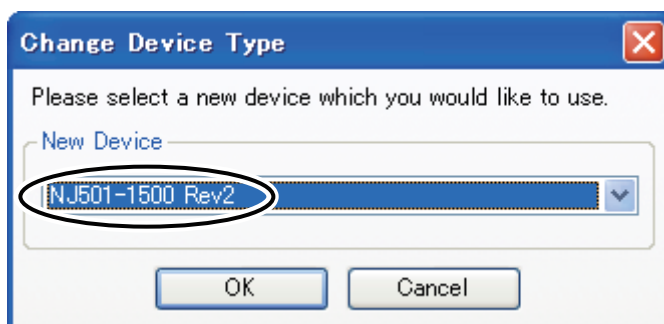 Change Device Type
Please select a new device which you would like to use.
New Device
NJ501-1500 Rev2
OK
Cancel